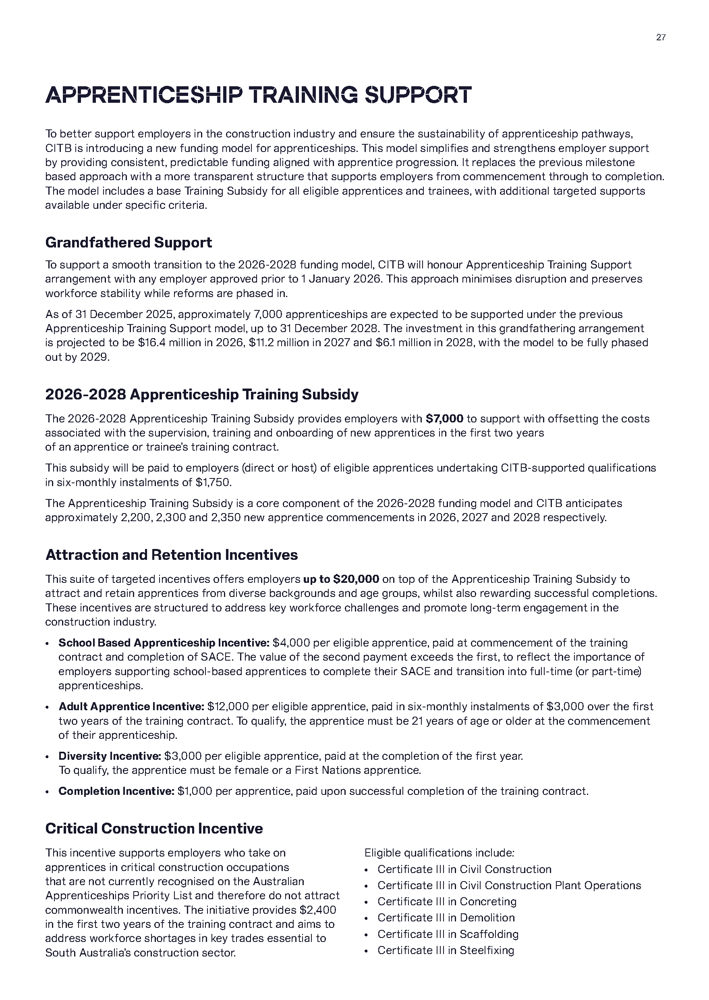 27
APPRENTICESHIP TRAINING SUPPORT
To better support employers in the construction industry and ensure the sustainability of apprenticeship pathways,
CITB is introducing a new funding model for apprenticeships. This model simplifies and strengthens employer support
by providing consistent, predictable funding aligned with apprentice progression. It replaces the previous milestone
based approach with a more transparent structure that supports employers from commencement through to completion.
The model includes a base Training Subsidy for all eligible apprentices and trainees, with additional targeted supports
available under specific criteria.
Grandfathered Support
To support a smooth transition to the 2026-2028 funding model, CITB will honour Apprenticeship Training Support
arrangement with any employer approved prior to 1 January 2026. This approach minimises disruption and preserves
workforce stability while reforms are phased in.
As of 31 December 2025, approximately 7,000 apprenticeships are expected to be supported under the previous
Apprenticeship Training Support model, up to 31 December 2028. The investment in this grandfathering arrangement
is projected to be $16.4 million in 2026, $11.2 million in 2027 and $6.1 million in 2028, with the model to be fully phased
out by 2029.
2026-2028 Apprenticeship Training Subsidy
The 2026-2028 Apprenticeship Training Subsidy provides employers with $7,000 to support with offsetting the costs
associated with the supervision, training and onboarding of new apprentices in the first two years
of an apprentice or trainee’s training contract.
This subsidy will be paid to employers (direct or host) of eligible apprentices undertaking CITB-supported qualifications
in six-monthly instalments of $1,750.
The Apprenticeship Training Subsidy is a core component of the 2026-2028 funding model and CITB anticipates
approximately 2,200, 2,300 and 2,350 new apprentice commencements in 2026, 2027 and 2028 respectively.
Attraction and Retention Incentives
This suite of targeted incentives offers employers up to $20,000 on top of the Apprenticeship Training Subsidy to
attract and retain apprentices from diverse backgrounds and age groups, whilst also rewarding successful completions.
These incentives are structured to address key workforce challenges and promote long-term engagement in the
construction industry.
• School Based Apprenticeship Incentive: $4,000 per eligible apprentice, paid at commencement of the training
contract and completion of SACE. The value of the second payment exceeds the first, to reflect the importance of
employers supporting school-based apprentices to complete their SACE and transition into full-time (or part-time)
apprenticeships.
• Adult Apprentice Incentive: $12,000 per eligible apprentice, paid in six-monthly instalments of $3,000 over the first
two years of the training contract. To qualify, the apprentice must be 21 years of age or older at the commencement
of their apprenticeship.
• Diversity Incentive: $3,000 per eligible apprentice, paid at the completion of the first year.
To qualify, the apprentice must be female or a First Nations apprentice.
• Completion Incentive: $1,000 per apprentice, paid upon successful completion of the training contract.
Critical Construction Incentive
This incentive supports employers who take on
apprentices in critical construction occupations
that are not currently recognised on the Australian
Apprenticeships Priority List and therefore do not attract
commonwealth incentives. The initiative provides $2,400
in the first two years of the training contract and aims to
address workforce shortages in key trades essential to
South Australia’s construction sector.
Eligible qualifications include:
• Certificate III in Civil Construction
• Certificate III in Civil Construction Plant Operations
• Certificate III in Concreting
• Certificate III in Demolition
• Certificate III in Scaffolding
• Certificate III in Steelfixing